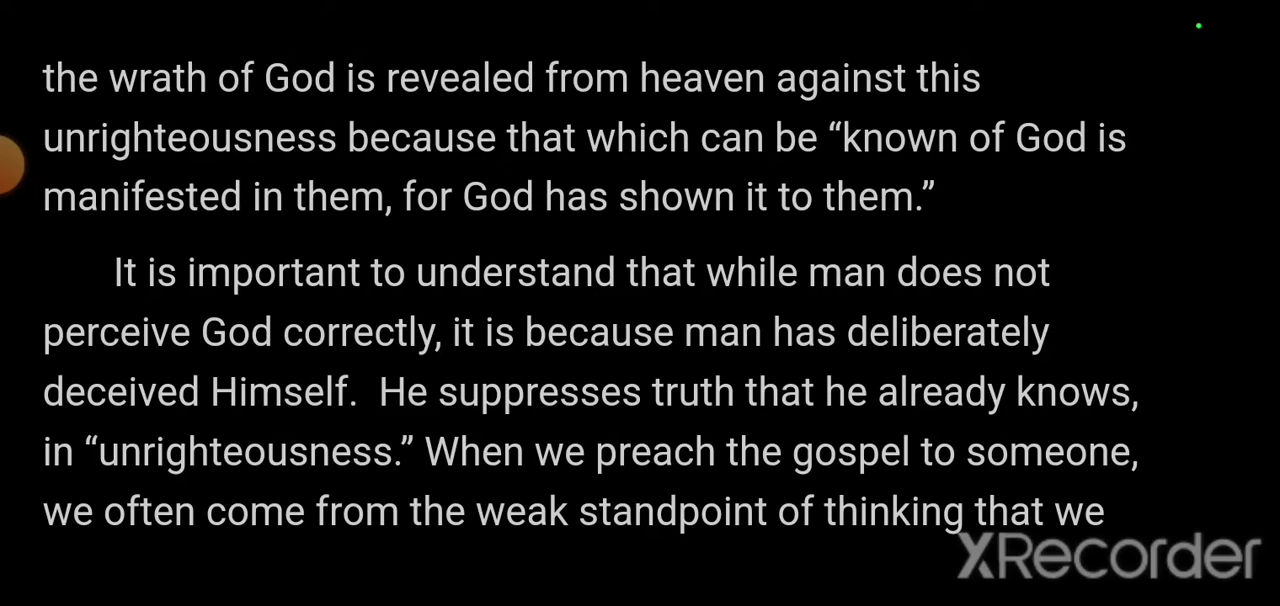 the wrath of God is revealed from heaven against this
unrighteousness because that which can be “known of God is
manifested in them, for God has shown it to them.”
It is important to understand that while man does not
perceive God correctly, it is because man has deliberately
deceived Himself.  He suppresses truth that he already knows,
in “unrighteousness.” When we preach the gospel to someone,
we often come from the weak standpoint of thinking that we
XRecorder